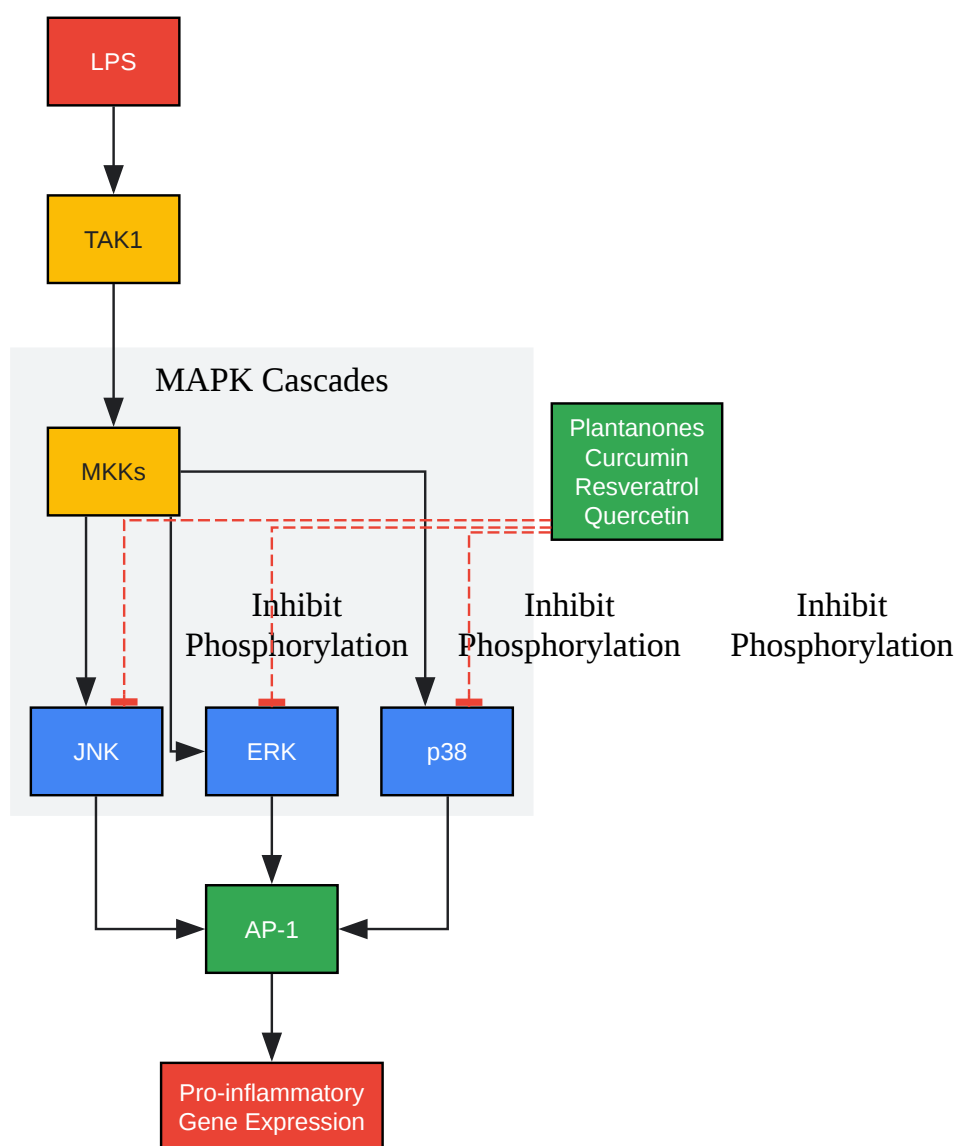 LPS
TAK1
MAPK Cascades
MKKs
Plantanones
Curcumin
Resveratrol
Quercetin
Inhibit
Phosphorylation
Inhibit
Phosphorylation
Inhibit
Phosphorylation
JNK
ERK
p38
AP-1
Pro-inflammatory
Gene Expression